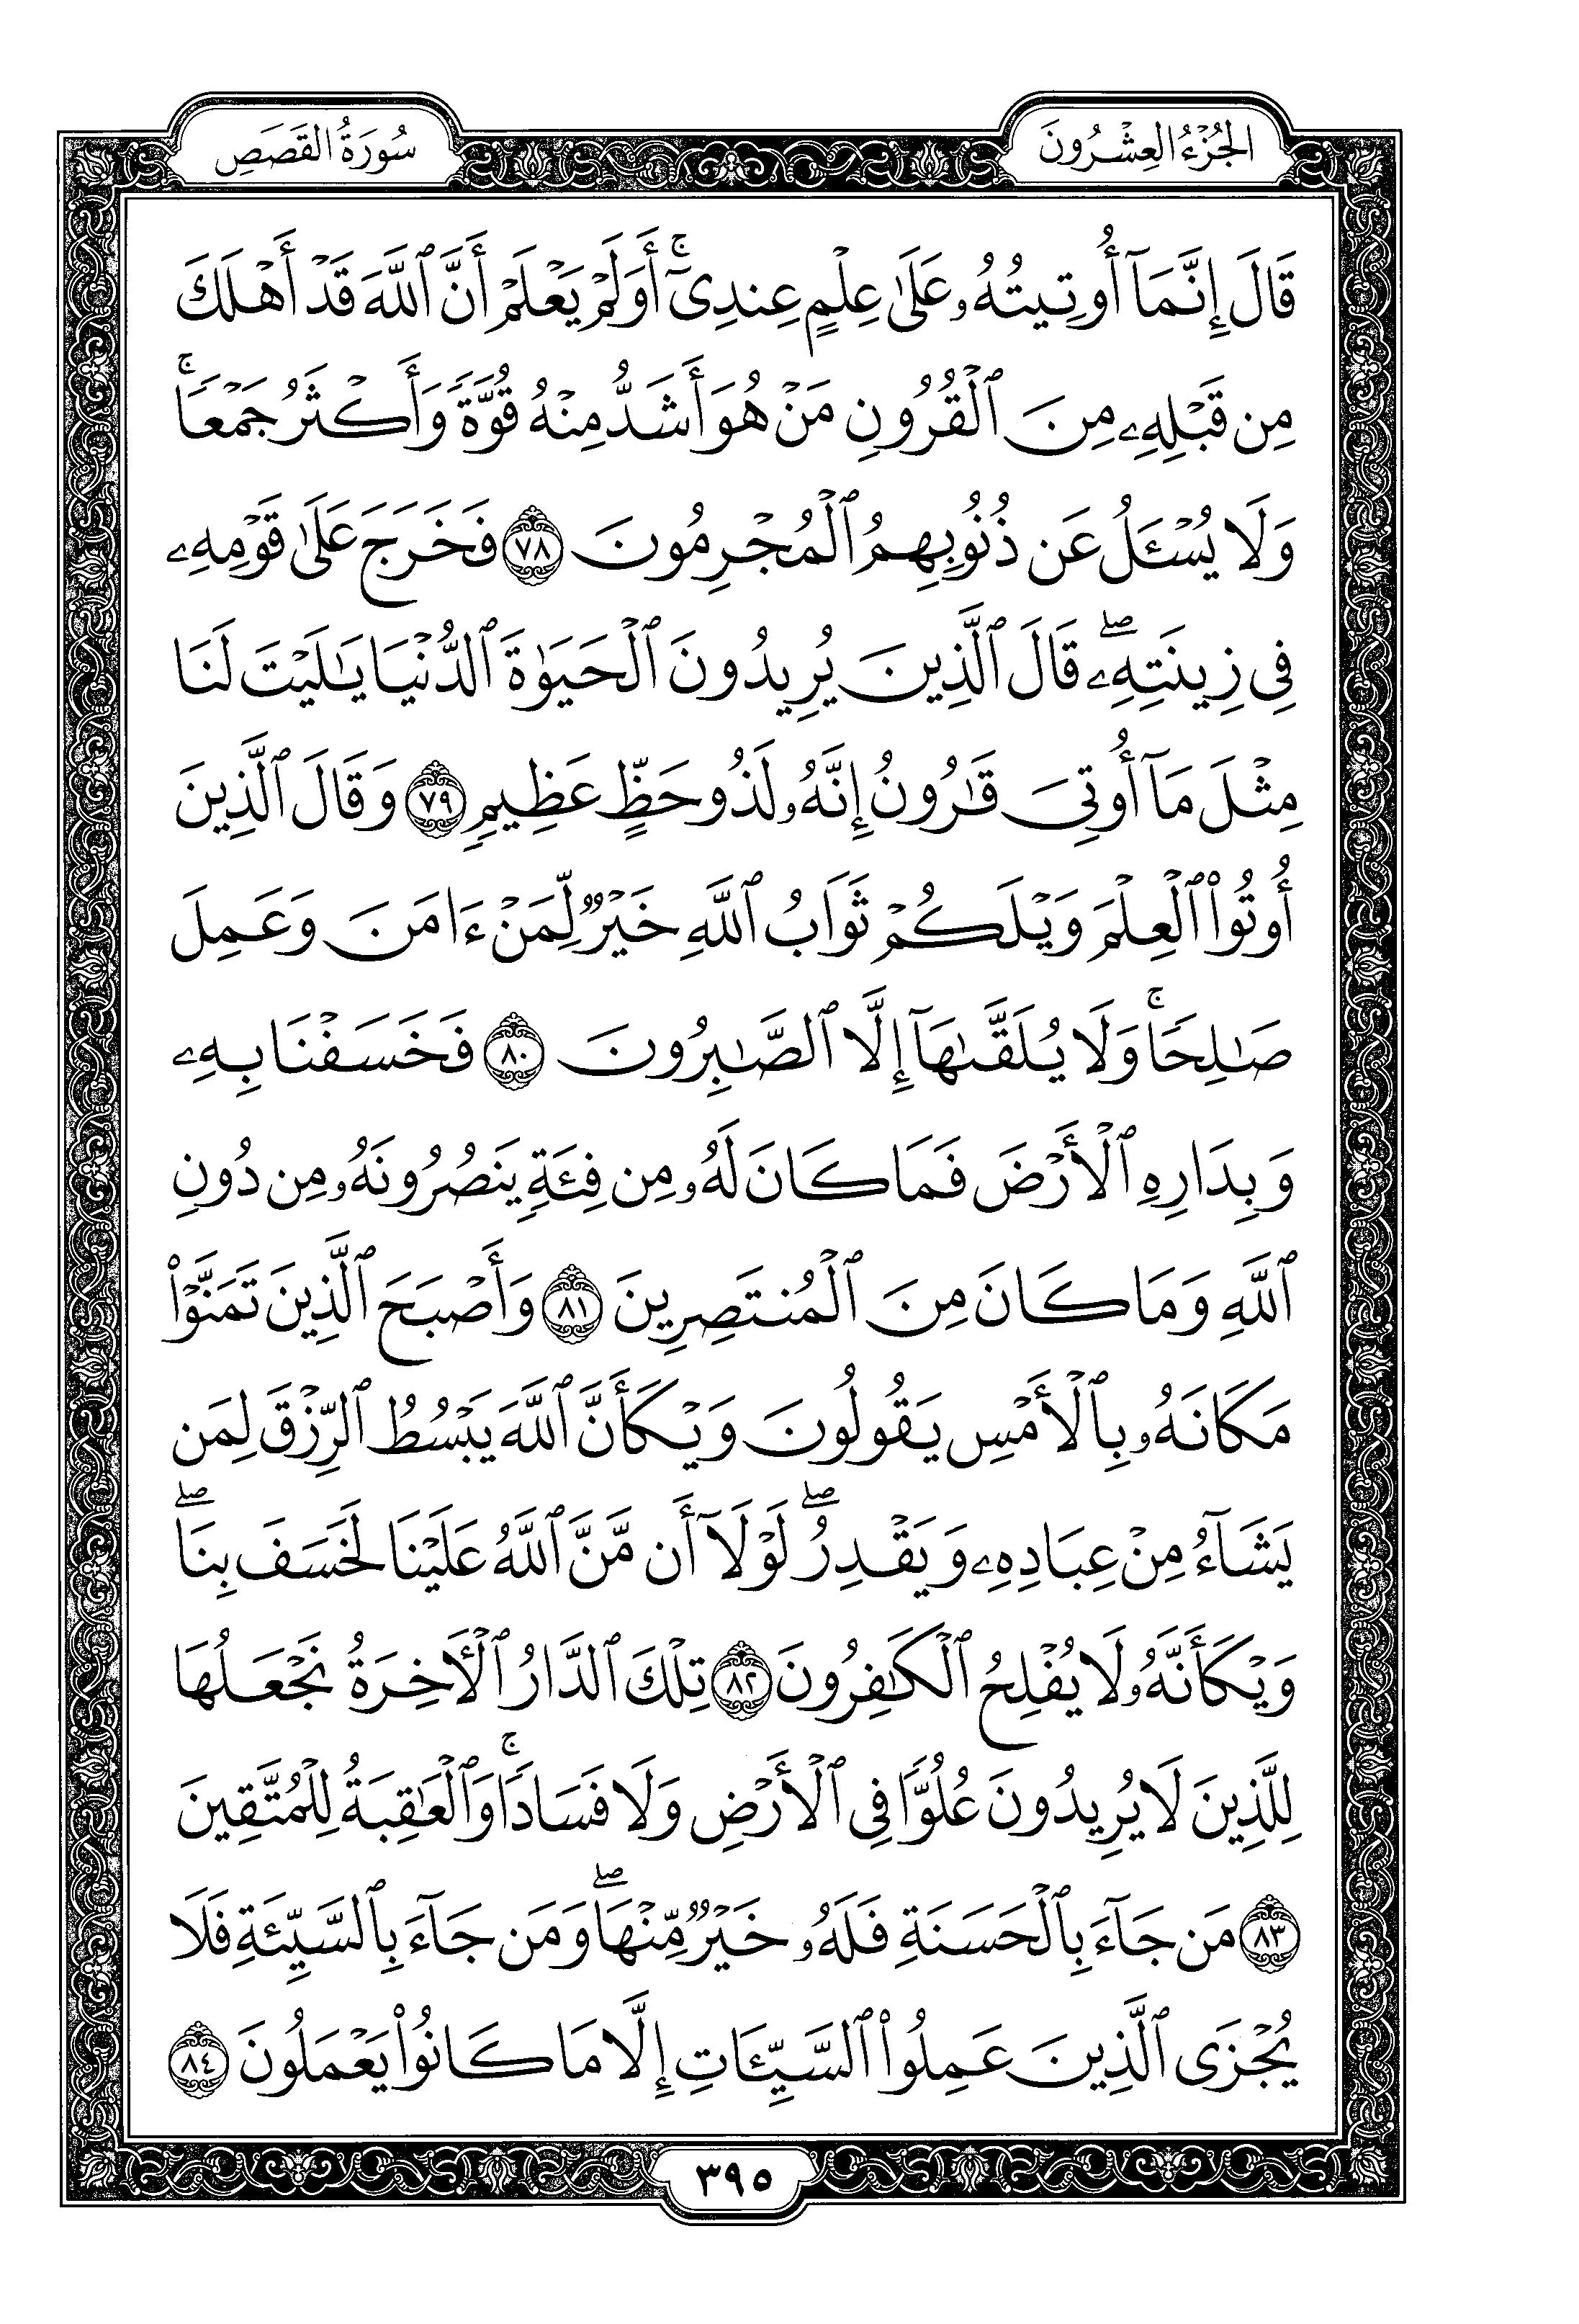 الجُزْءُ العِشْرُونَ
سُورَةُ القَصَصِ
قَالَ إِنَّمَآ أُوتِيتُهُۥ عَلَىٰ عِلْمٍ عِندِىٓۚ أَوَلَمْ يَعْلَمْ أَنَّ ٱللَّهَ قَدْ أَهْلَكَ
مِن قَبْلِهِۦ مِنَ ٱلْقُرُونِ مَنْ هُوَ أَشَدُّ مِنْهُ قُوَّةً وَأَكْثَرُ جَمْعًاۚ
وَلَا يُسْـَٔلُ عَن ذُنُوبِهِمُ ٱلْمُجْرِمُونَ ٧٨ فَخَرَجَ عَلَىٰ قَوْمِهِۦ
فِى زِينَتِهِۦۖ قَالَ ٱلَّذِينَ يُرِيدُونَ ٱلْحَيَوٰةَ ٱلدُّنْيَا يَـٰلَيْتَ لَنَا
مِثْلَ مَآ أُوتِىَ قَـٰرُونُ إِنَّهُۥ لَذُو حَظٍّ عَظِيمٍ ٧٩ وَقَالَ ٱلَّذِينَ
أُوتُوا۟ ٱلْعِلْمَ وَيْلَكُمْ ثَوَابُ ٱللَّهِ خَيْرٌ لِّمَنْ ءَامَنَ وَعَمِلَ
صَـٰلِحًاۚ وَلَا يُلَقَّىٰهَآ إِلَّا ٱلصَّـٰبِرُونَ ٨٠ فَخَسَفْنَا بِهِۦ
وَبِدَارِهِ ٱلْأَرْضَ فَمَا كَانَ لَهُۥ مِن فِئَةٍ يَنصُرُونَهُۥ مِن دُونِ
ٱللَّهِ وَمَا كَانَ مِنَ ٱلْمُنتَصِرِينَ ٨١ وَأَصْبَحَ ٱلَّذِينَ تَمَنَّوْا۟
مَكَانَهُۥ بِٱلْأَمْسِ يَقُولُونَ وَيْكَأَنَّ ٱللَّهَ يَبْسُطُ ٱلرِّزْقَ لِمَن
يَشَآءُ مِنْ عِبَادِهِۦ وَيَقْدِرُۖ لَوْلَآ أَن مَّنَّ ٱللَّهُ عَلَيْنَا لَخَسَفَ بِنَاۖ
وَيْكَأَنَّهُۥ لَا يُفْلِحُ ٱلْكَـٰفِرُونَ ٨٢ تِلْكَ ٱلدَّارُ ٱلْـَٔاخِرَةُ نَجْعَلُهَا
لِلَّذِينَ لَا يُرِيدُونَ عُلُوًّا فِى ٱلْأَرْضِ وَلَا فَسَادًاۚ وَٱلْعَـٰقِبَةُ لِلْمُتَّقِينَ
٨٣ مَن جَآءَ بِٱلْحَسَنَةِ فَلَهُۥ خَيْرٌ مِّنْهَاۖ وَمَن جَآءَ بِٱلسَّيِّئَةِ فَلَا
يُجْزَى ٱلَّذِينَ عَمِلُوا۟ ٱلسَّيِّـَٔاتِ إِلَّا مَا كَانُوا۟ يَعْمَلُونَ ٨٤
٣٩٥